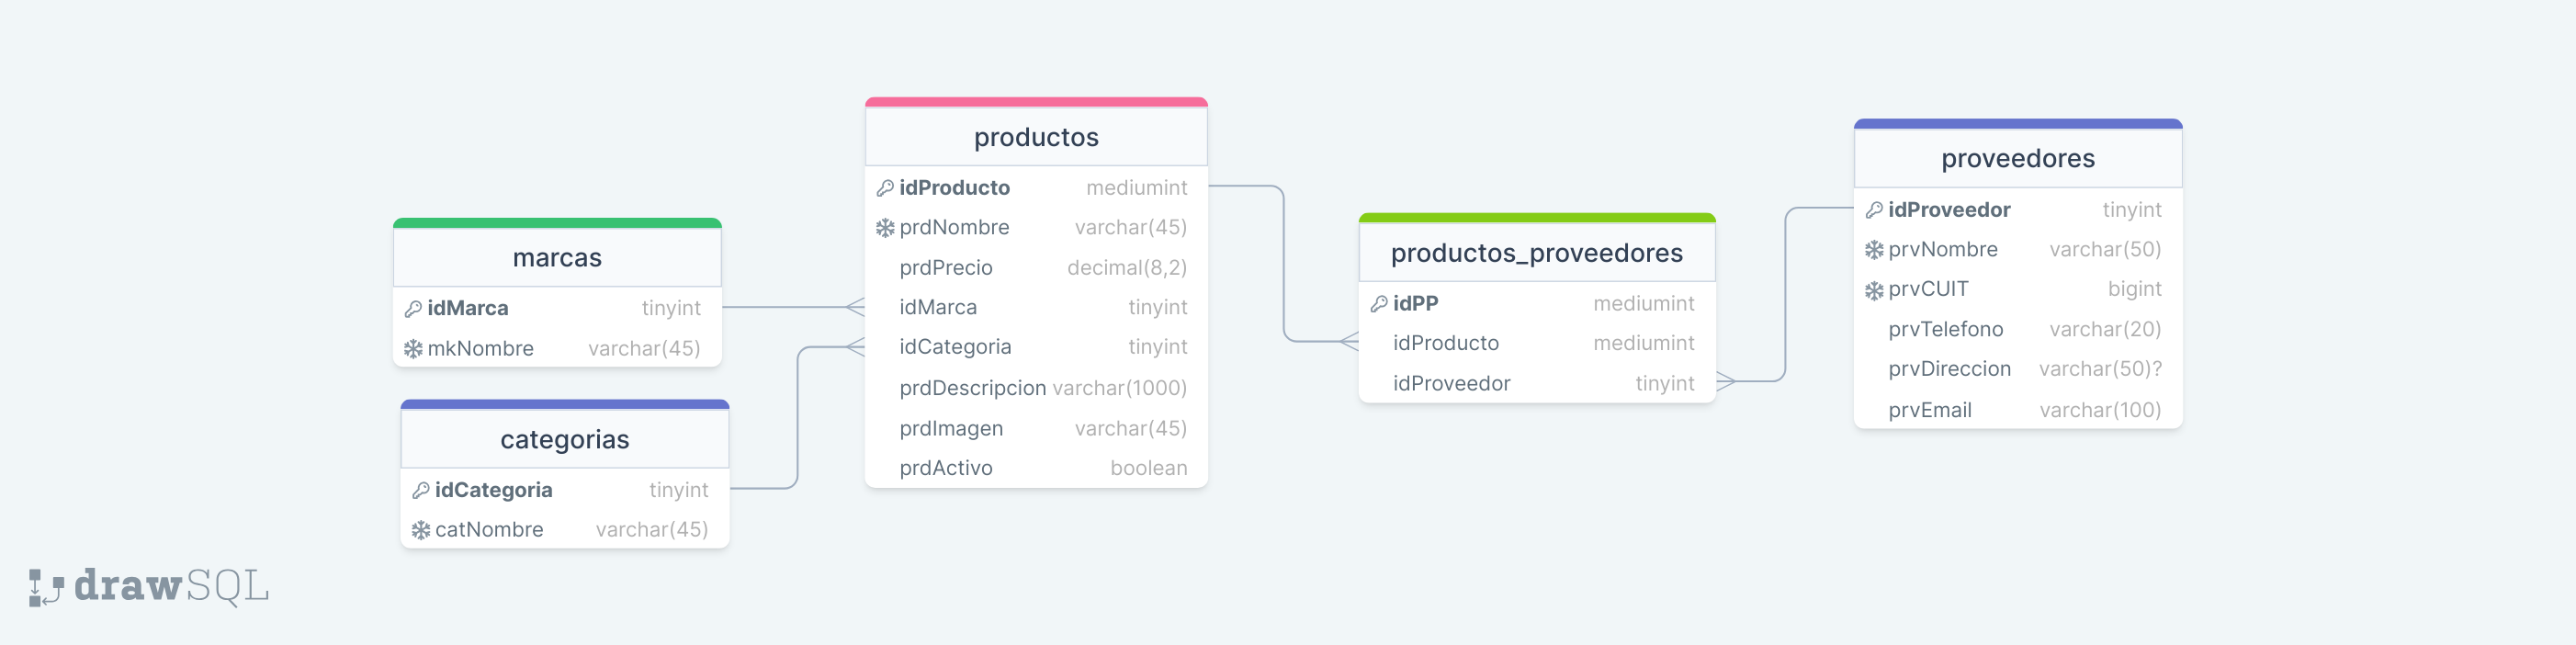 marcas
idMarca tinyint
mkNombre varchar(45)
categorias
idCategoria tinyint
catNombre varchar(45)
productos
idProducto mediumint
prdNombre varchar(45)
prdPrecio decimal(8,2)
idMarca tinyint
idCategoria tinyint
prdDescripcion varchar(1000)
prdImagen varchar(45)
prdActivo boolean
productos_proveedores
idPP mediumint
idProducto mediumint
idProveedor tinyint
proveedores
idProveedor tinyint
prvNombre varchar(50)
prvCUIT bigint
prvTelefono varchar(20)
prvDireccion varchar(50)?
prvEmail varchar(100)
drawSQL